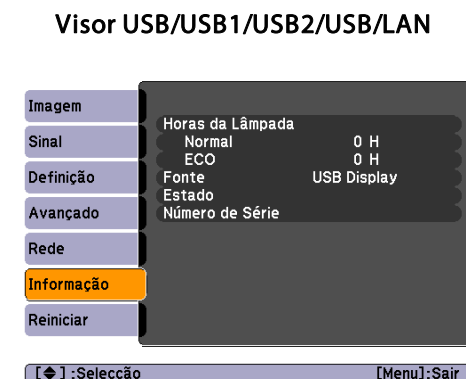 Visor USB/USB1/USB2/USB/LAN
Imagem
Sinal
Definição
Avançado
Rede
Informação
Reiniciar
Horas da Lâmpada
Normal 0 H
ECO 0 H
Fonte USB Display
Estado
Número de Série
[◆] :Selecção [Menu]:Sair